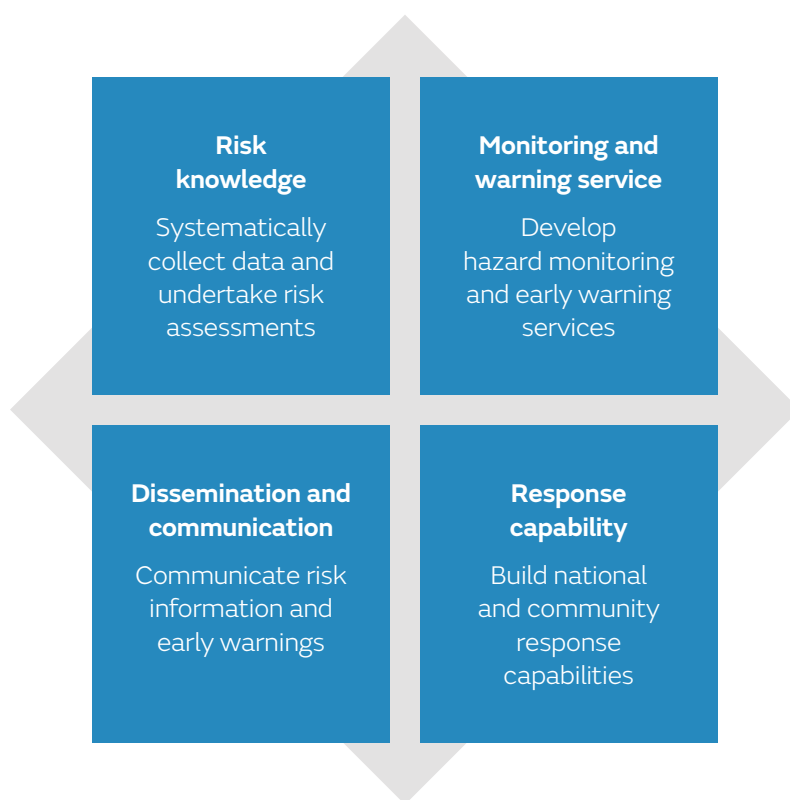 Risk
knowledge
Systematically
collect data and
undertake risk
assessments
Monitoring and
warning service
Develop
hazard monitoring
and early warning
services
Dissemination and
communication
Communicate risk
information and
early warnings
Response
capability
Build national
and community
response
capabilities